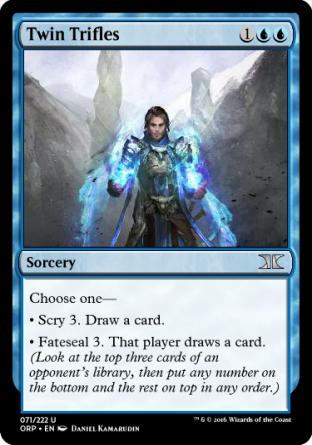 Twin Trifles 1
Sorcery
Choose one—
• Scry 3. Draw a card.
• Fateseal 3. That player draws a card.
(Look at the top three cards of an
opponent's library, then put any number
on the bottom and the rest on top in any order.)
071/222 U
ORP • EN Daniel Kamarudin
™ & © 2016 Wizards of the Coast